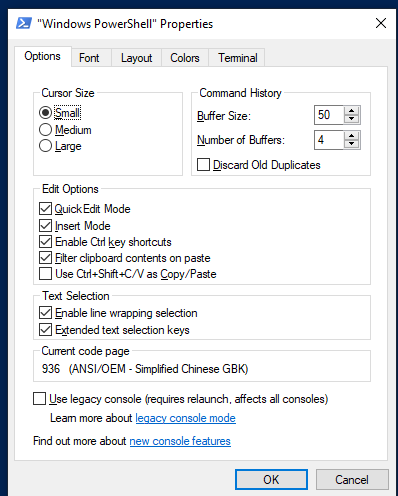 "Windows PowerShell" Properties
Options Font Layout Colors Terminal
Cursor Size
Small
Medium
Large
Command History
Buffer Size: 50
Number of Buffers: 4
Discard Old Duplicates
Edit Options
QuickEdit Mode
Insert Mode
Enable Ctrl key shortcuts
Filter clipboard contents on paste
Use Ctrl+Shift+C/V as Copy/Paste
Text Selection
Enable line wrapping selection
Extended text selection keys
Current code page
936 (ANSI/OEM - Simplified Chinese GBK)
Use legacy console (requires relaunch, affects all consoles)
Learn more about legacy console mode
Find out more about new console features
OK Cancel